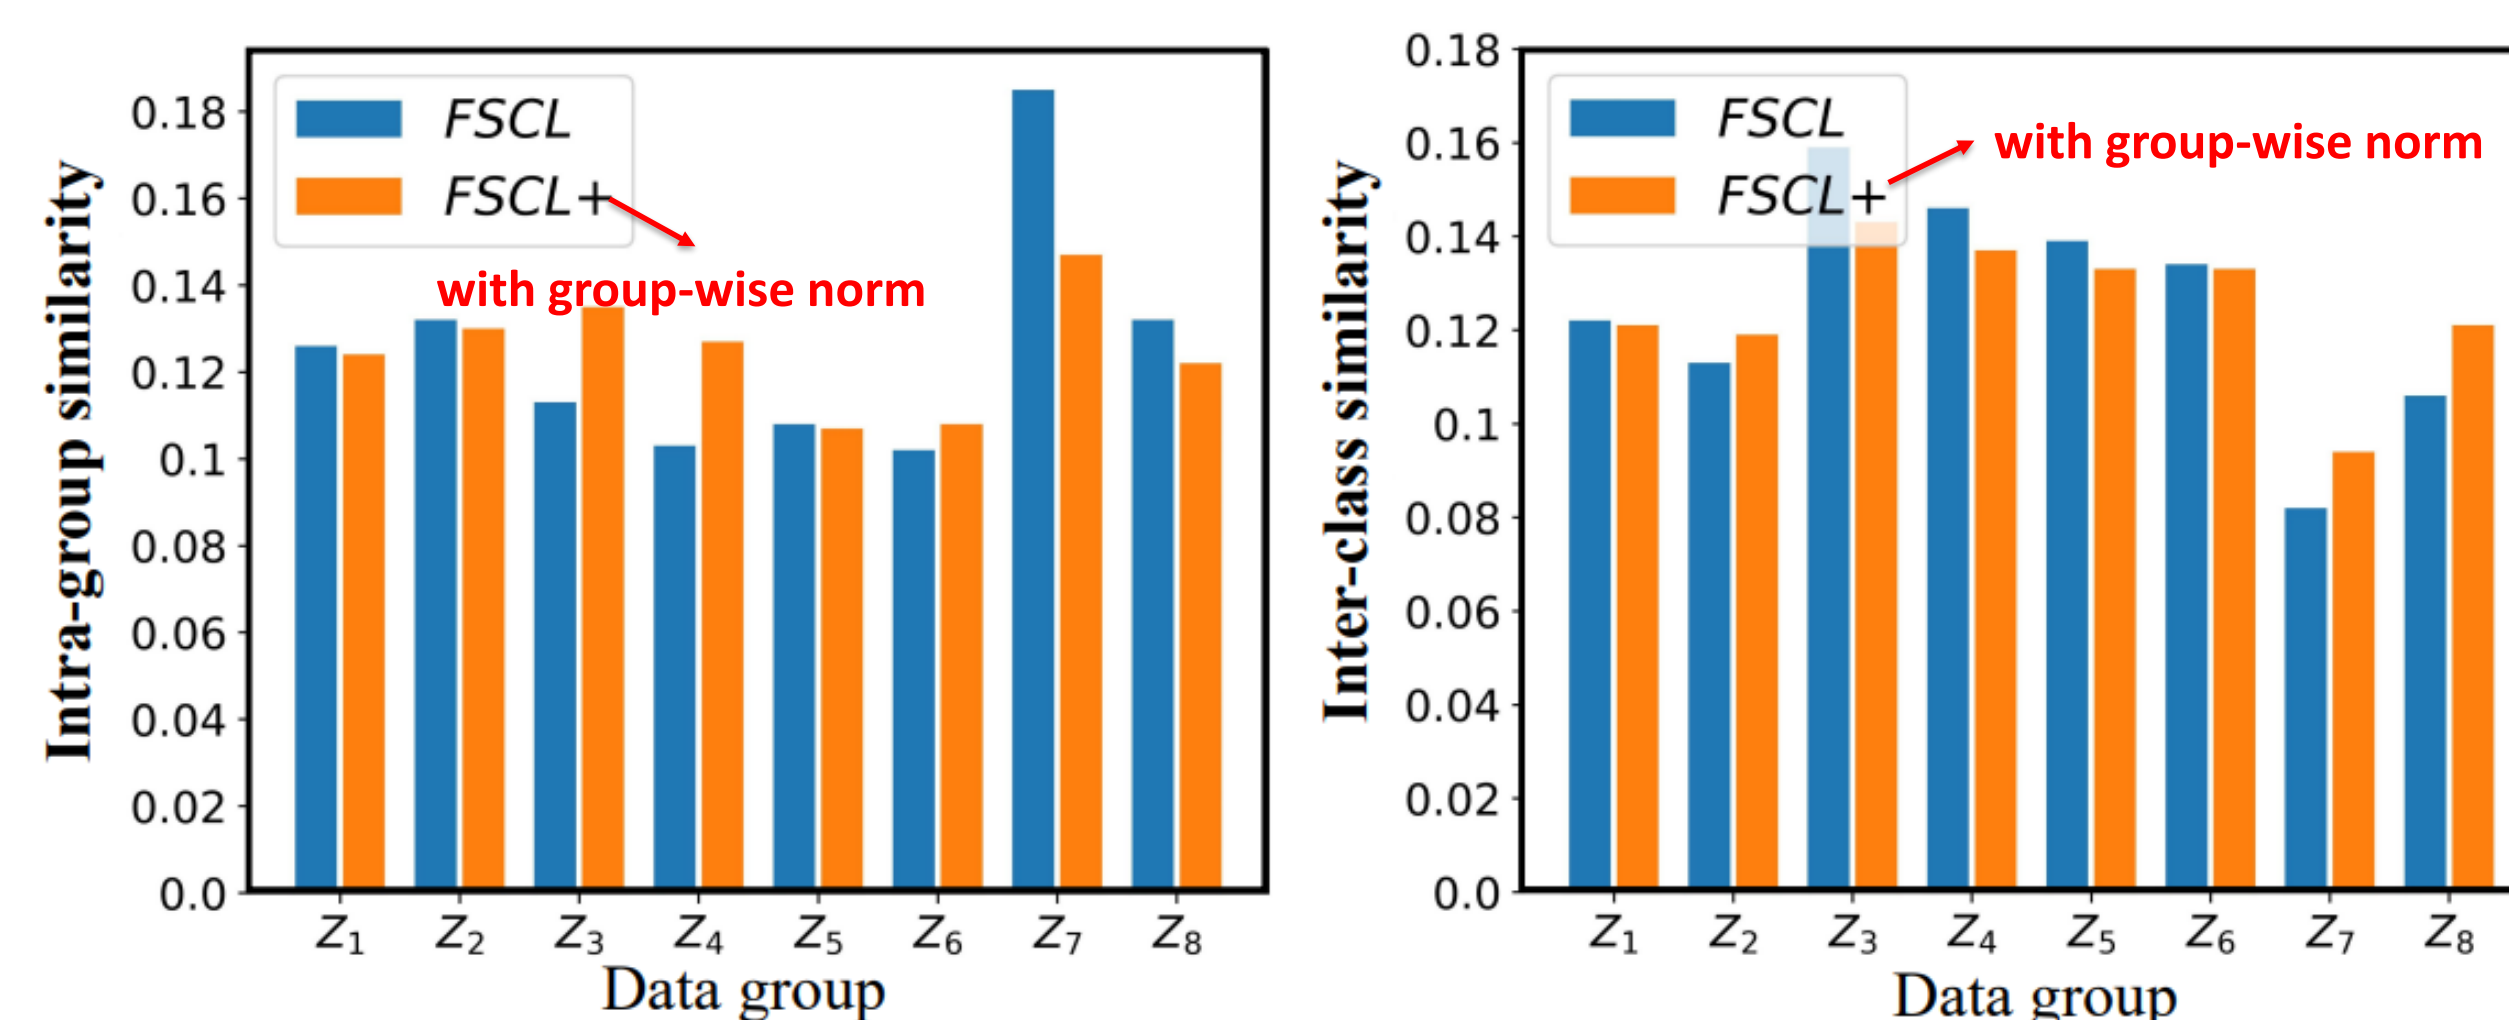 Intra-group similarity
0.18
0.16
0.14
0.12
0.1
0.08
0.06
0.04
0.02
0.0
FSCL
FSCL+
with group-wise norm
Z1 Z2 Z3 Z4 Z5 Z6 Z7 Z8
Data group
Inter-class similarity
0.18
0.16
0.14
0.12
0.1
0.08
0.06
0.04
0.02
0.0
FSCL
FSCL+
with group-wise norm
Z1 Z2 Z3 Z4 Z5 Z6 Z7 Z8
Data group